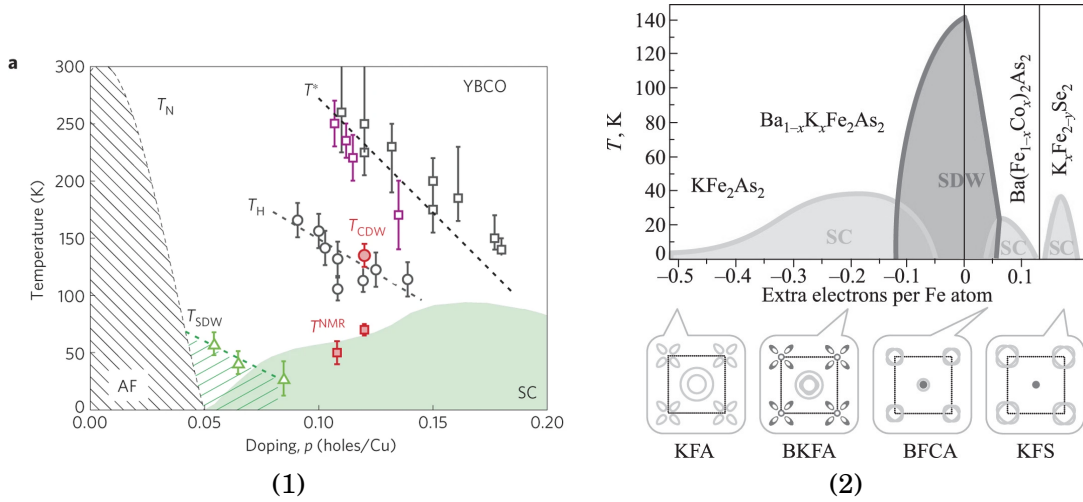 a
300
250
200
150
100
50
0
Temperature (K)
0.00
0.05
0.10
0.15
0.20
Doping, p (holes/Cu)
YBCO
T_N
T*
T_H
T_CDW
T_SDW
T^NMR
AF
SC
(1)
140
120
100
80
60
40
20
0
T, K
−0.5
−0.4
−0.3
−0.2
−0.1
0
0.1
Extra electrons per Fe atom
KFe₂As₂
Ba₁₋ₓKₓFe₂As₂
SDW
Ba(Fe₁₋ₓCoₓ)₂As₂
KₓFe₂₋ᵧSe₂
SC
SC
SC
KFA
BKFA
BFCA
KFS
(2)